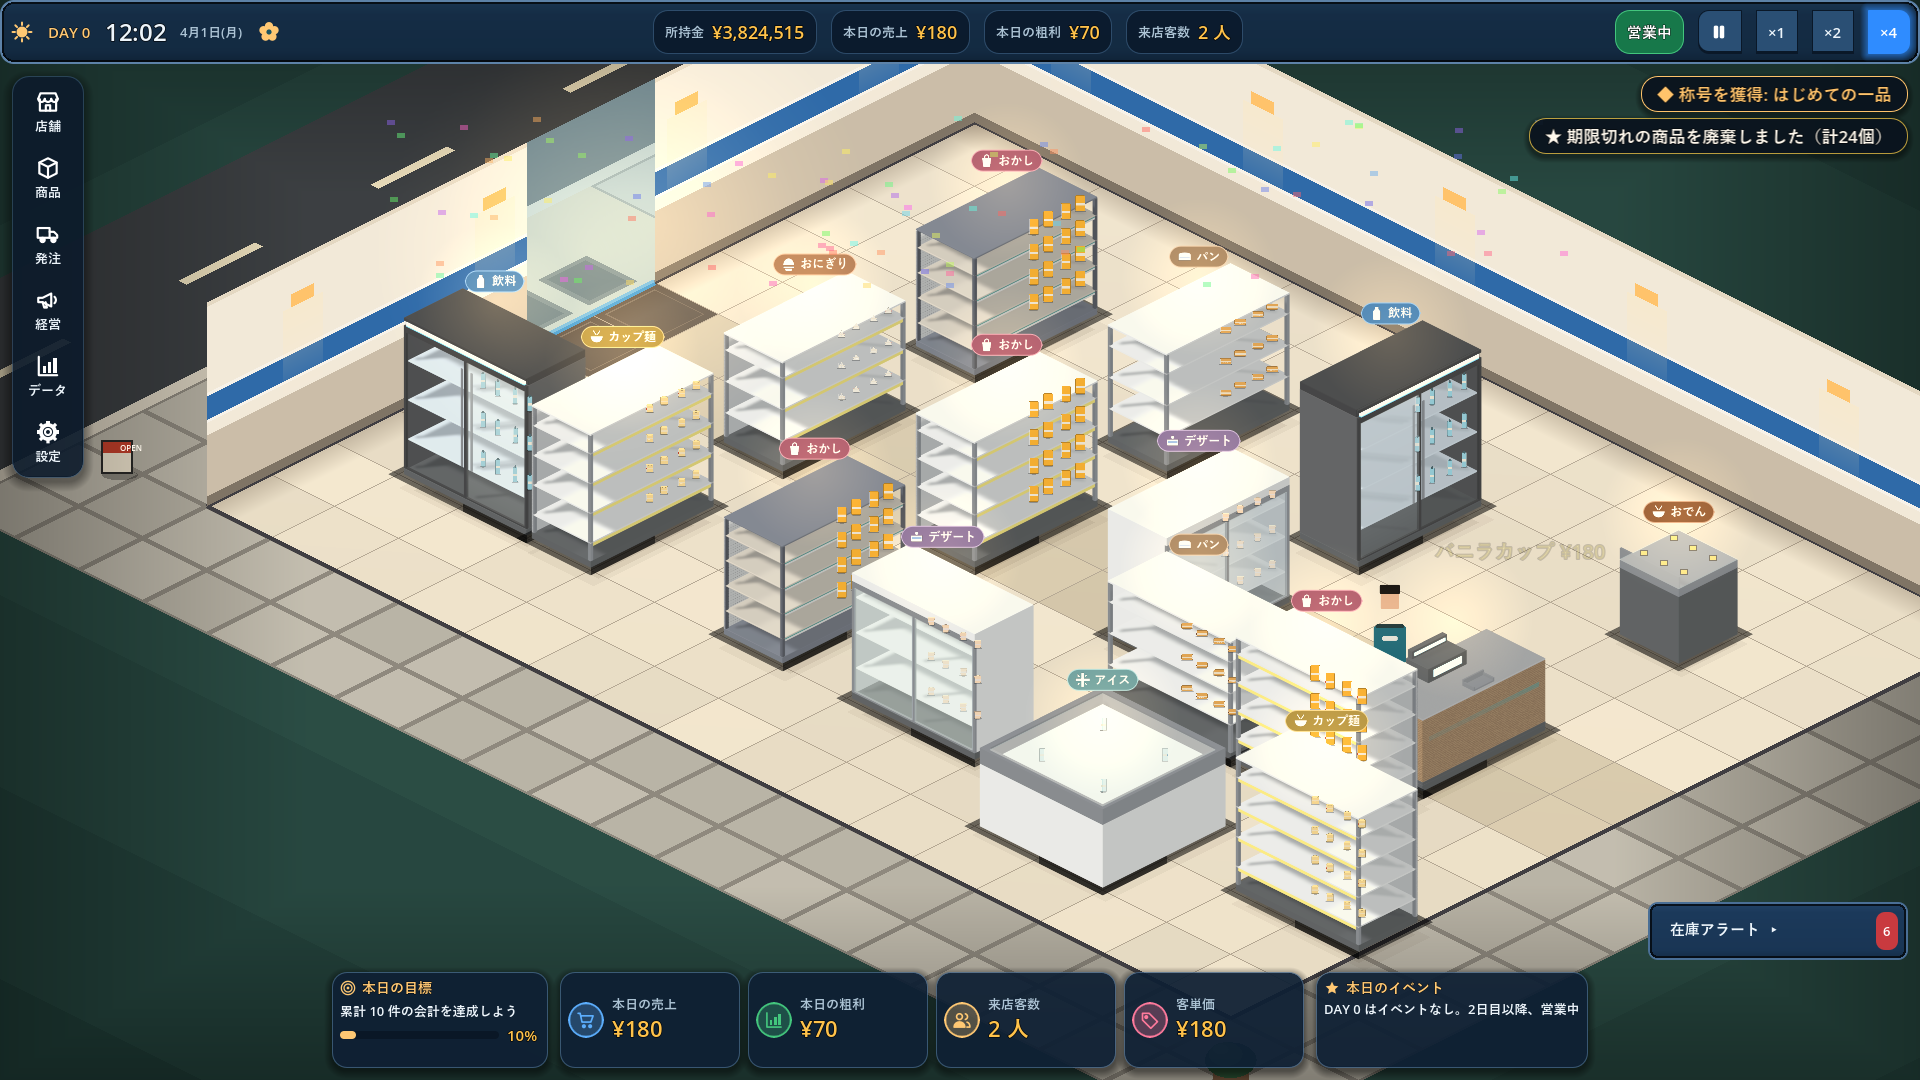 DAY 0 12:02 4月1日(月)
所持金 ¥3,824,515
本日の売上 ¥180
本日の粗利 ¥70
来店客数 2 人
営業中
×1
×2
×4
店舗
商品
発注
経営
データ
設定
◆ 称号を獲得: はじめての一品
★ 期限切れの商品を廃棄しました（計24個）
おかし
パン
おにぎり
飲料
飲料
カップ麺
おかし
デザート
おかし
OPEN
おでん
デザート
パン
バニラカップ ¥180
おかし
アイス
カップ麺
在庫アラート ▸
6
本日の目標
累計 10 件の会計を達成しよう
10%
本日の売上
¥180
本日の粗利
¥70
来店客数
2 人
客単価
¥180
★ 本日のイベント
DAY 0 はイベントなし。2日目以降、営業中